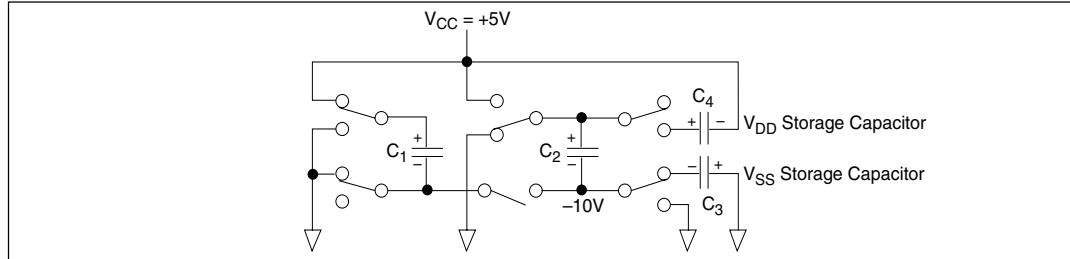 V_CC = +5V
C_4
+ −
V_DD Storage Capacitor
+
C_1
−
+
C_2
−
− +
V_SS Storage Capacitor
−10V
C_3